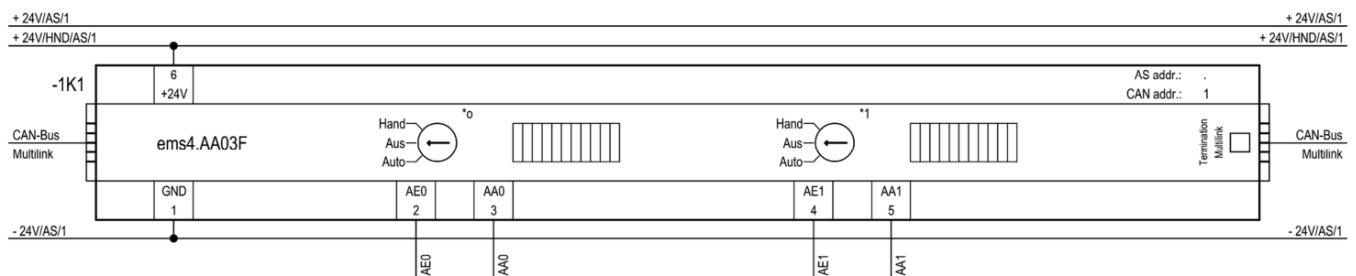 + 24V/AS/1 + 24V/AS/1
+ 24V/HND/AS/1 + 24V/HND/AS/1
-1K1 6 AS addr.: .
+24V CAN addr.: 1
*o *1
Hand Hand
CAN-Bus ems4.AA03F Aus Aus Termination Multilink CAN-Bus
Multilink Auto Auto Multilink
GND AE0 AA0 AE1 AA1
1 2 3 4 5
- 24V/AS/1 - 24V/AS/1
AE0 AA0 AE1 AA1